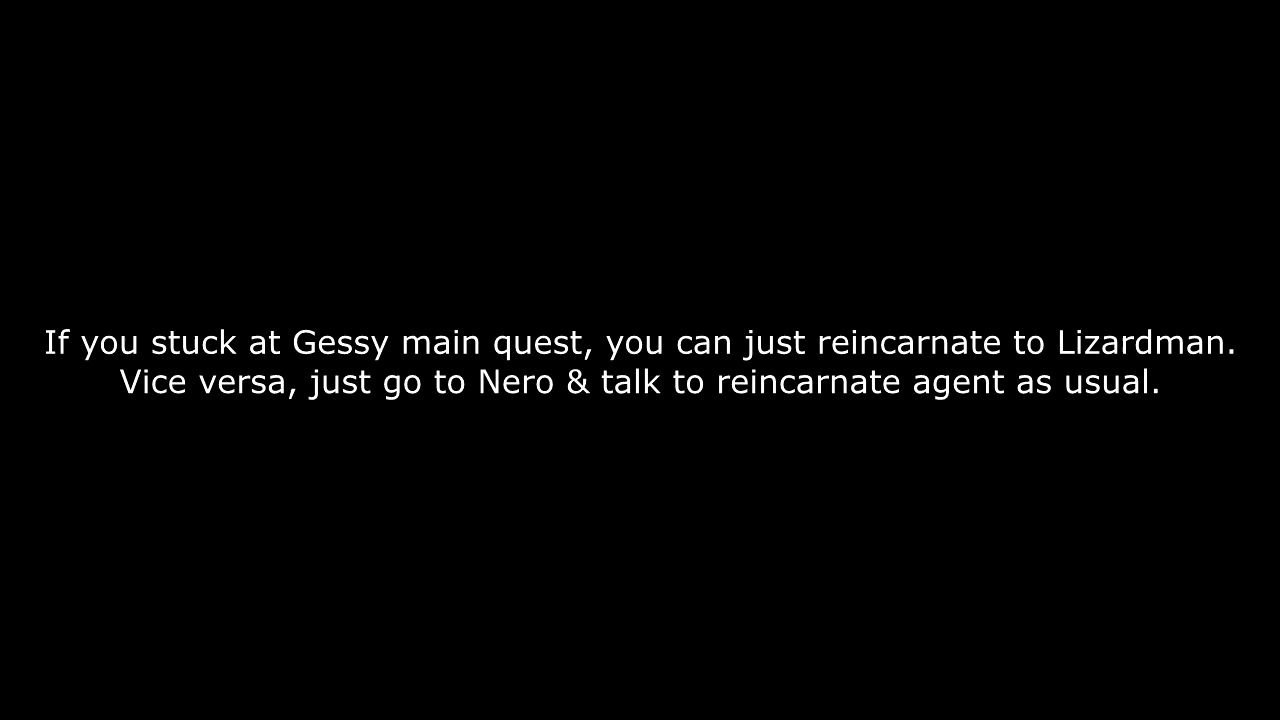 If you stuck at Gessy main quest, you can just reincarnate to Lizardman.
Vice versa, just go to Nero & talk to reincarnate agent as usual.